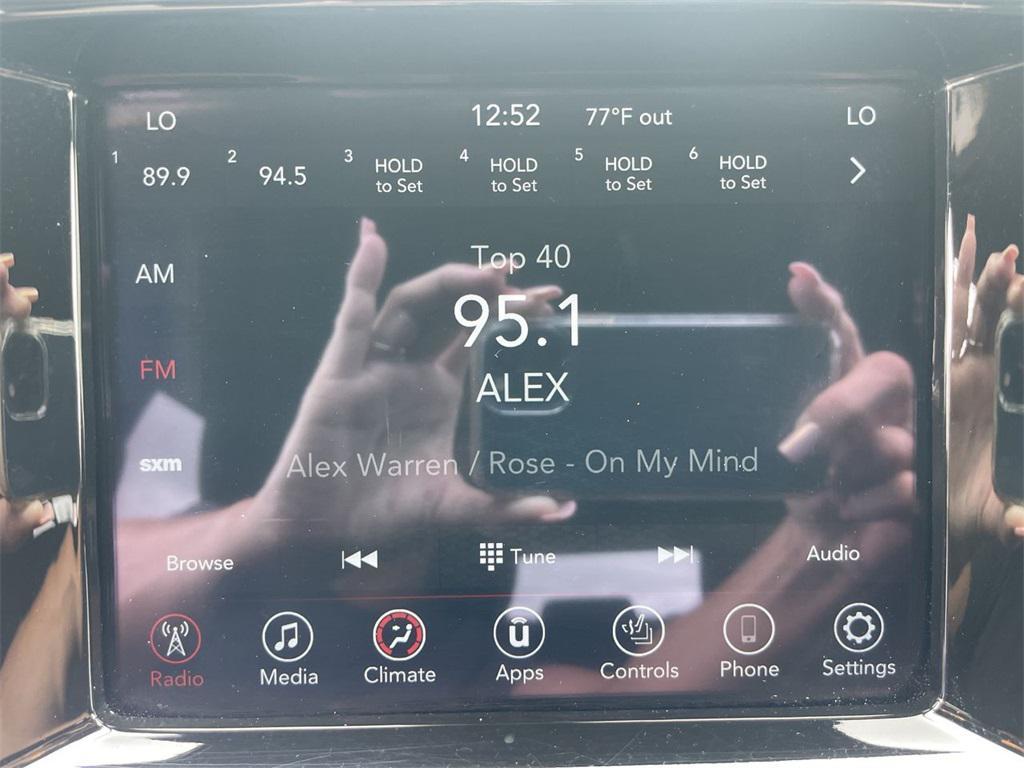 LO 12:52 77°F out LO
1 89.9 2 94.5 3 HOLD to Set 4 HOLD to Set 5 HOLD to Set 6 HOLD to Set
Top 40
AM
95.1
FM
ALEX
sxm
Alex Warren / Rose - On My Mind
Browse Tune Audio
Radio Media Climate Apps Controls Phone Settings